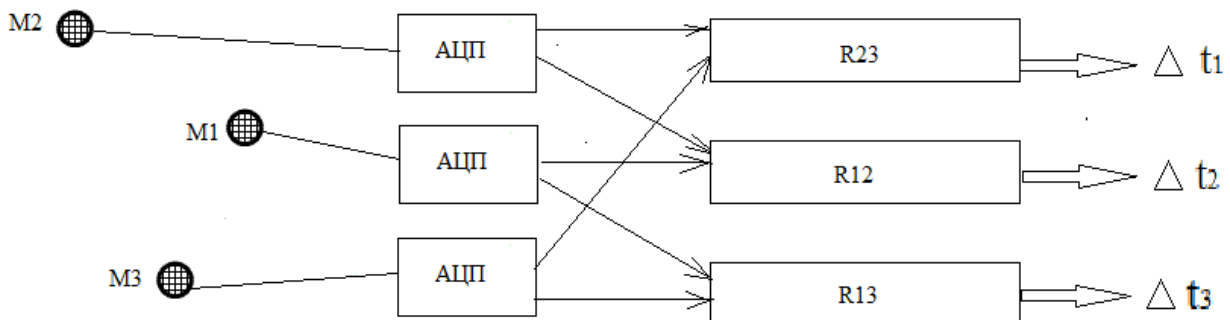 M2
АЦП
R23
△ t1
M1
АЦП
R12
△ t2
M3
АЦП
R13
△ t3